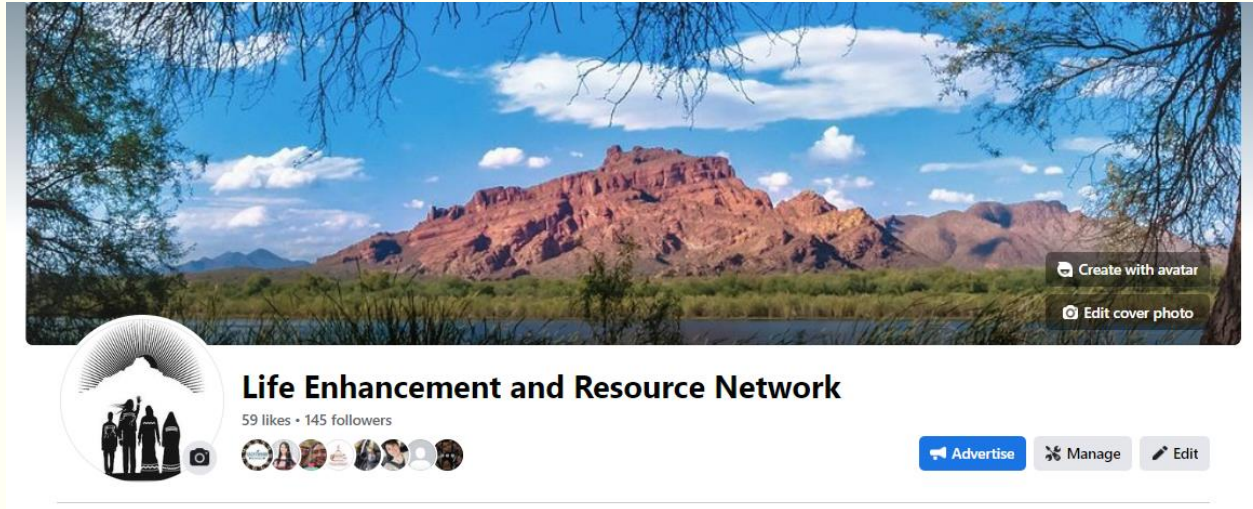 Create with avatar
Edit cover photo
Life Enhancement and Resource Network
59 likes • 145 followers
Advertise
Manage
Edit